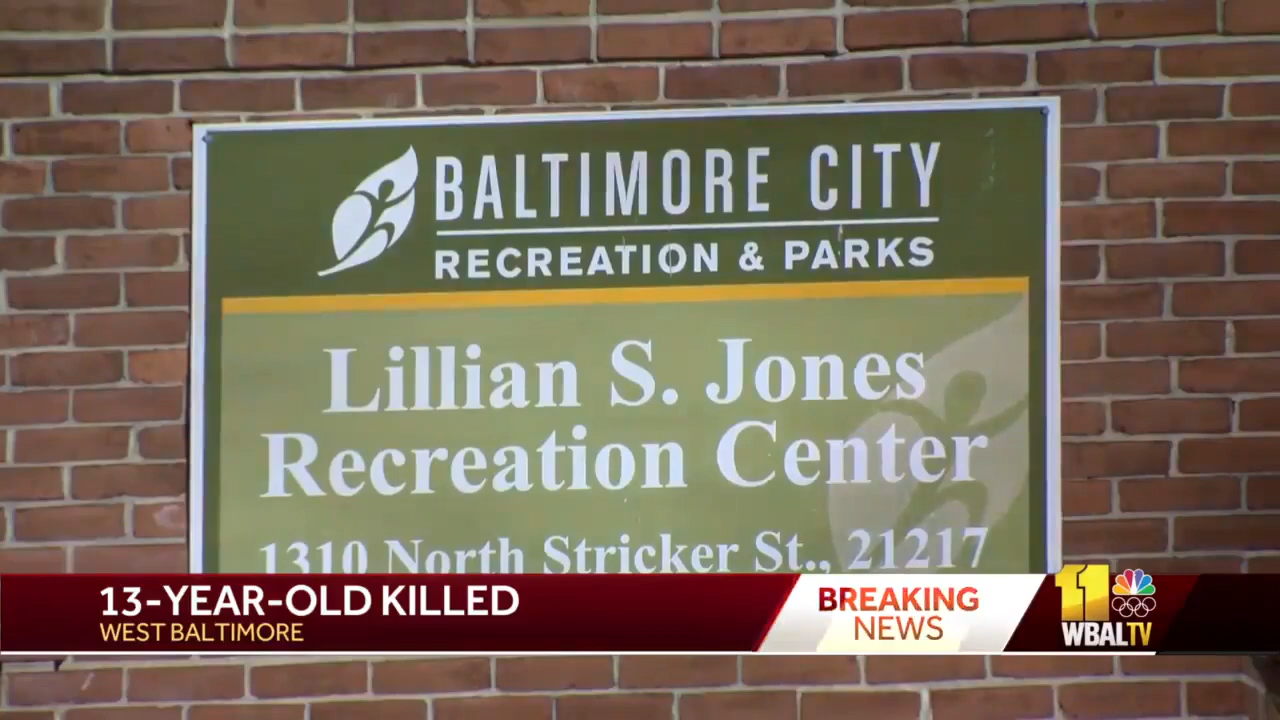 BALTIMORE CITY
RECREATION & PARKS
Lillian S. Jones
Recreation Center
1310 North Stricker St., 21217
13-YEAR-OLD KILLED
WEST BALTIMORE
BREAKING
NEWS
11
WBALTV